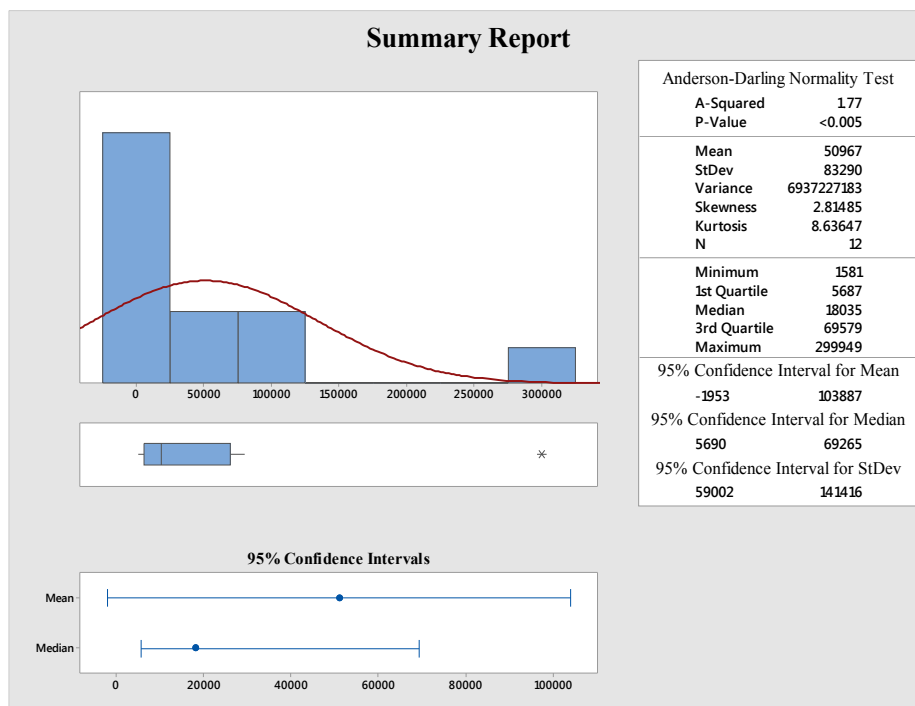 Summary Report
0 50000 100000 150000 200000 250000 300000
95% Confidence Intervals
Mean
Median
0 20000 40000 60000 80000 100000
Anderson-Darling Normality Test
A-Squared 1.77
P-Value <0.005
Mean 50967
StDev 83290
Variance 6937227183
Skewness 2.81485
Kurtosis 8.63647
N 12
Minimum 1581
1st Quartile 5687
Median 18035
3rd Quartile 69579
Maximum 299949
95% Confidence Interval for Mean
-1953 103887
95% Confidence Interval for Median
5690 69265
95% Confidence Interval for StDev
59002 141416